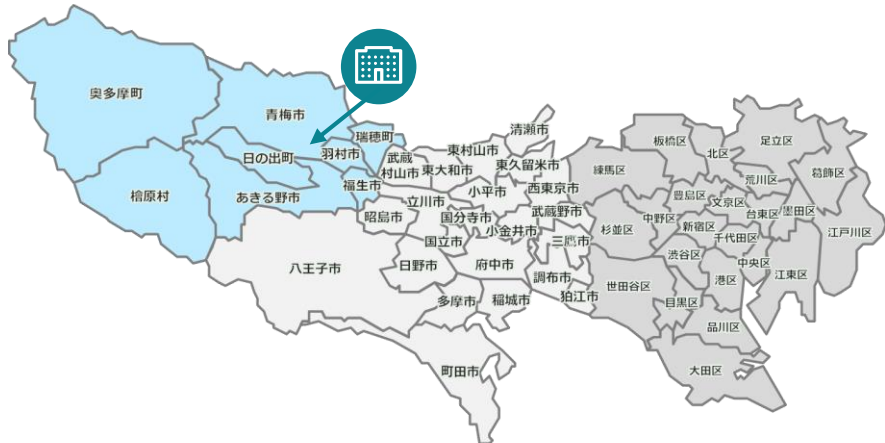 奥多摩町
青梅市
瑞穂町
羽村市
日の出町
檜原村
あきる野市
福生市
武蔵
村山市
東大和市
東村山市
清瀬市
東久留米市
西東京市
小平市
立川市
昭島市
国分寺市
小金井市
武蔵野市
三鷹市
国立市
八王子市
日野市
府中市
調布市
狛江市
多摩市
稲城市
町田市
練馬区
板橋区
北区
足立区
葛飾区
荒川区
豊島区
文京区
台東区
墨田区
江戸川区
杉並区
中野区
新宿区
千代田区
渋谷区
中央区
港区
江東区
世田谷区
目黒区
品川区
大田区